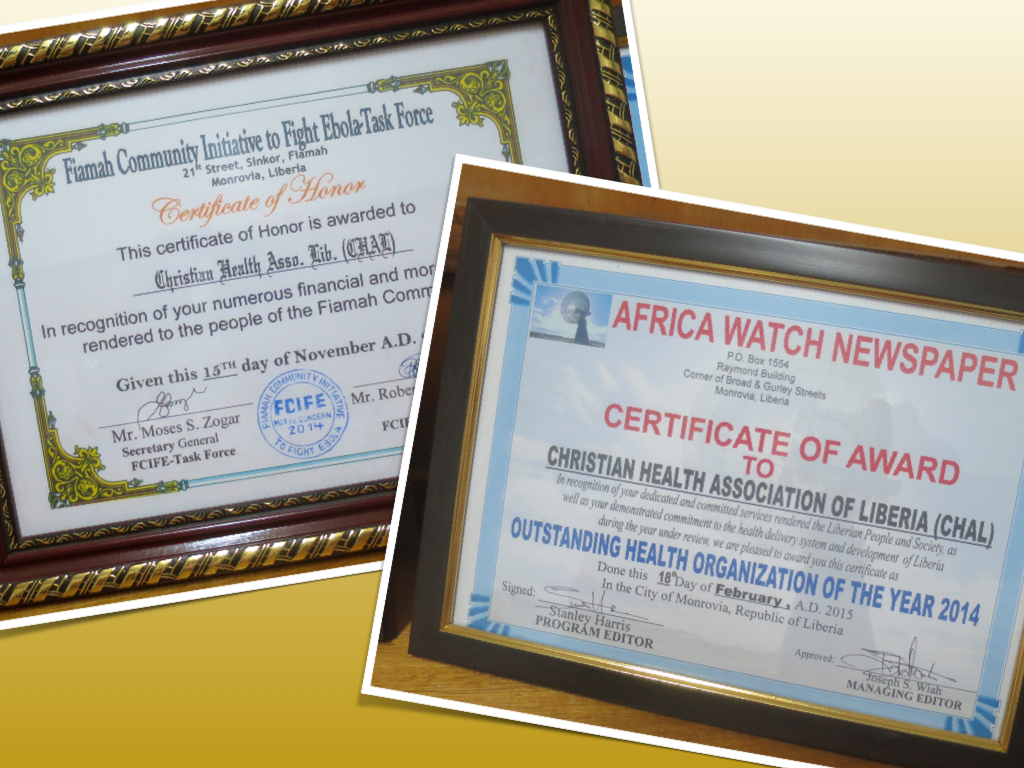 Fiamah Community Initiative to Fight Ebola-Task Force
21st Street, Sinkor, Fiamah
Monrovia, Liberia
Certificate of Honor
This certificate of Honor is awarded to
Christian Health Asso. Lib. (CHAL)
In recognition of your numerous financial and mor
rendered to the people of the Fiamah Comm
Given this 15TH day of November A.D.
Mr. Moses S. Zogar
Secretary General
FCIFE-Task Force
FIAMAH COMMUNITY INITIATIVE
FCIFE
2014
TO FIGHT EBOLA
Mr. Rober
FCI
AFRICA WATCH NEWSPAPER
P.O. Box 1554
Raymond Building
Corner of Broad & Gurley Streets
Monrovia, Liberia
CERTIFICATE OF AWARD
TO
CHRISTIAN HEALTH ASSOCIATION OF LIBERIA (CHAL)
In recognition of your dedicated and committed services rendered the Liberian People and Society, as
well as your demonstrated commitment to the health delivery system and development of Liberia
during the year under review, we are pleased to award you this certificate as
OUTSTANDING HEALTH ORGANIZATION OF THE YEAR 2014
Done this 18th Day of February, A.D. 2015
In the City of Monrovia, Republic of Liberia
Signed:
Stanley Harris
PROGRAM EDITOR
Approved:
Joseph S. Wiah
MANAGING EDITOR